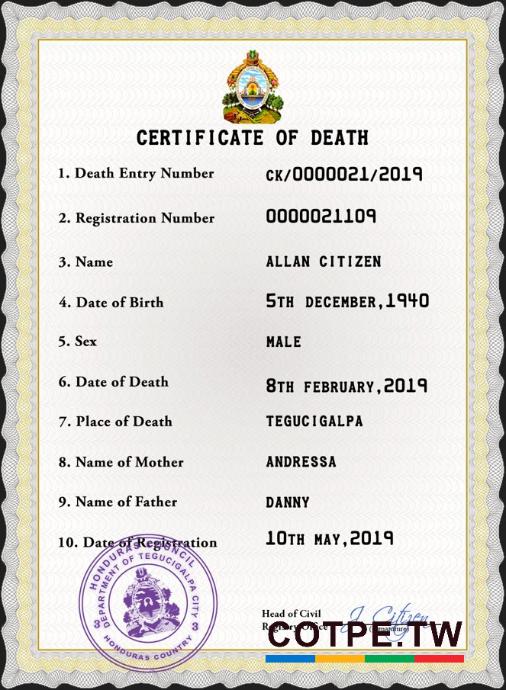 CERTIFICATE OF DEATH
1. Death Entry Number CK/0000021/2019
2. Registration Number 0000021109
3. Name ALLAN CITIZEN
4. Date of Birth 5TH DECEMBER,1940
5. Sex MALE
6. Date of Death 8TH FEBRUARY,2019
7. Place of Death TEGUCIGALPA
8. Name of Mother ANDRESSA
9. Name of Father DANNY
10. Date of Registration 10TH MAY,2019
HONDURAS COUNCIL
DEPARTMENT OF TEGUCIGALPA CITY
3 3
HONDURAS COUNTRY
Head of Civil
J. Citizen
COTPE.TW